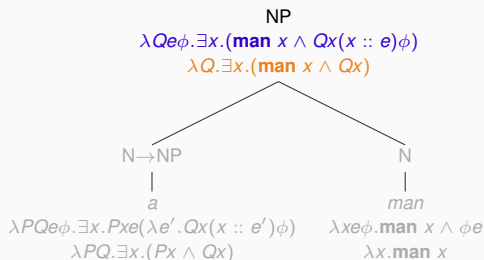 NP
λQeϕ.∃x.(man x ∧ Qx(x :: e)ϕ)
λQ.∃x.(man x ∧ Qx)
N→NP N
a man
λPQeϕ.∃x.Pxe(λe′.Qx(x :: e′)ϕ) λxeϕ.man x ∧ ϕe
λPQ.∃x.(Px ∧ Qx) λx.man x